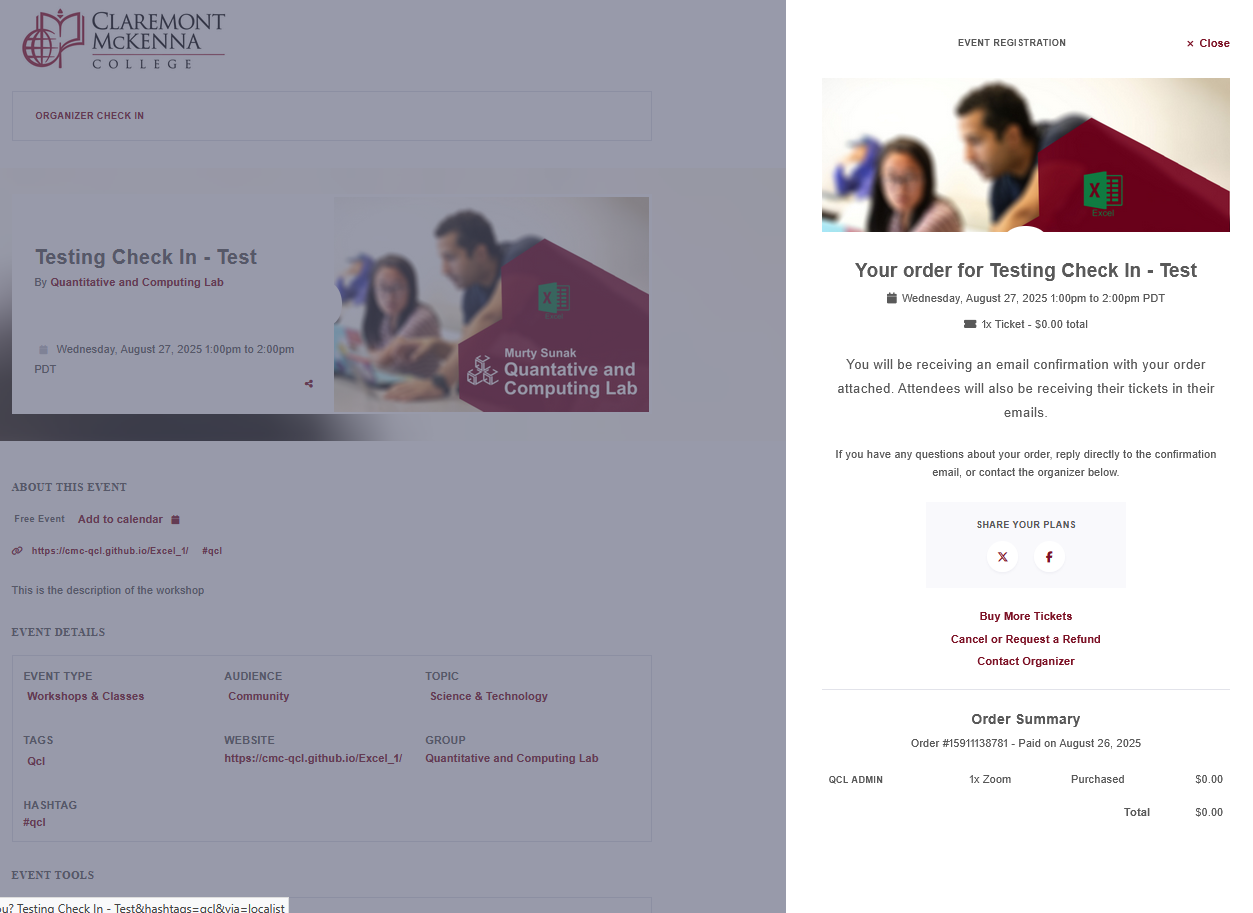 CLAREMONT
MCKENNA
COLLEGE
ORGANIZER CHECK IN
Testing Check In - Test
By Quantitative and Computing Lab
Wednesday, August 27, 2025 1:00pm to 2:00pm
PDT
Excel
Murty Sunak
Quantative and
Computing Lab
ABOUT THIS EVENT
Free Event Add to calendar
https://cmc-qcl.github.io/Excel_1/ #qcl
This is the description of the workshop
EVENT DETAILS
EVENT TYPE
Workshops & Classes
AUDIENCE
Community
TOPIC
Science & Technology
TAGS
Qcl
WEBSITE
https://cmc-qcl.github.io/Excel_1/
GROUP
Quantitative and Computing Lab
HASHTAG
#qcl
EVENT TOOLS
ou? Testing Check In - Test&hashtags=qcl&via=localist
EVENT REGISTRATION
× Close
X
Excel
Your order for Testing Check In - Test
Wednesday, August 27, 2025 1:00pm to 2:00pm PDT
1x Ticket - $0.00 total
You will be receiving an email confirmation with your order
attached. Attendees will also be receiving their tickets in their
emails.
If you have any questions about your order, reply directly to the confirmation
email, or contact the organizer below.
SHARE YOUR PLANS
Buy More Tickets
Cancel or Request a Refund
Contact Organizer
Order Summary
Order #15911138781 - Paid on August 26, 2025
QCL ADMIN 1x Zoom Purchased $0.00
Total $0.00